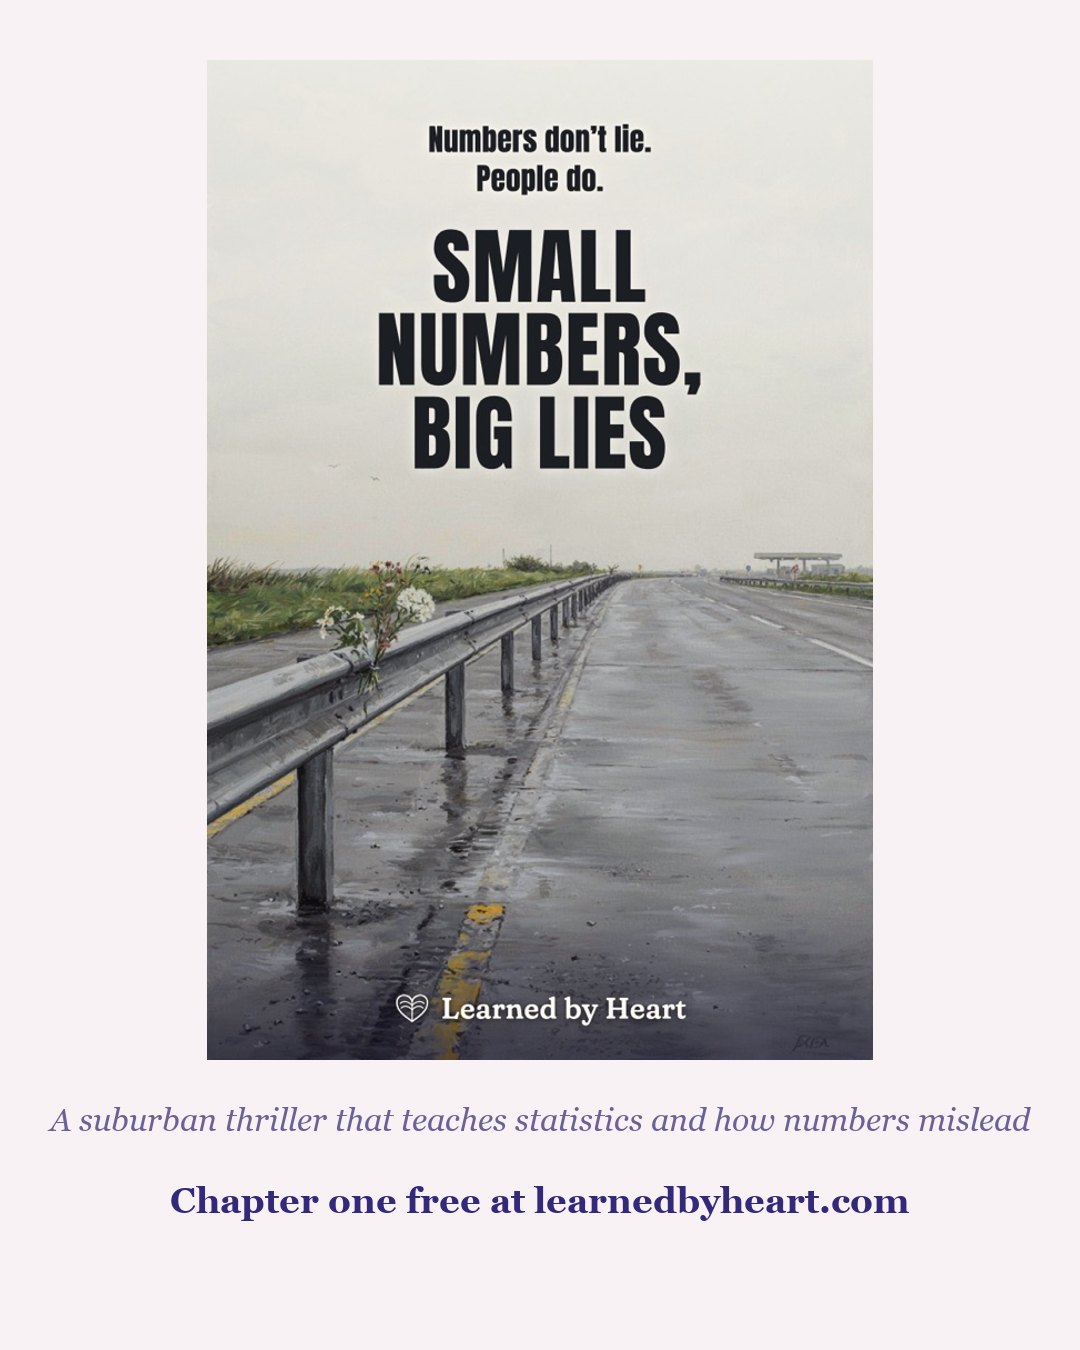 Numbers don’t lie.
People do.
SMALL
NUMBERS,
BIG LIES
Learned by Heart
A suburban thriller that teaches statistics and how numbers mislead
Chapter one free at learnedbyheart.com